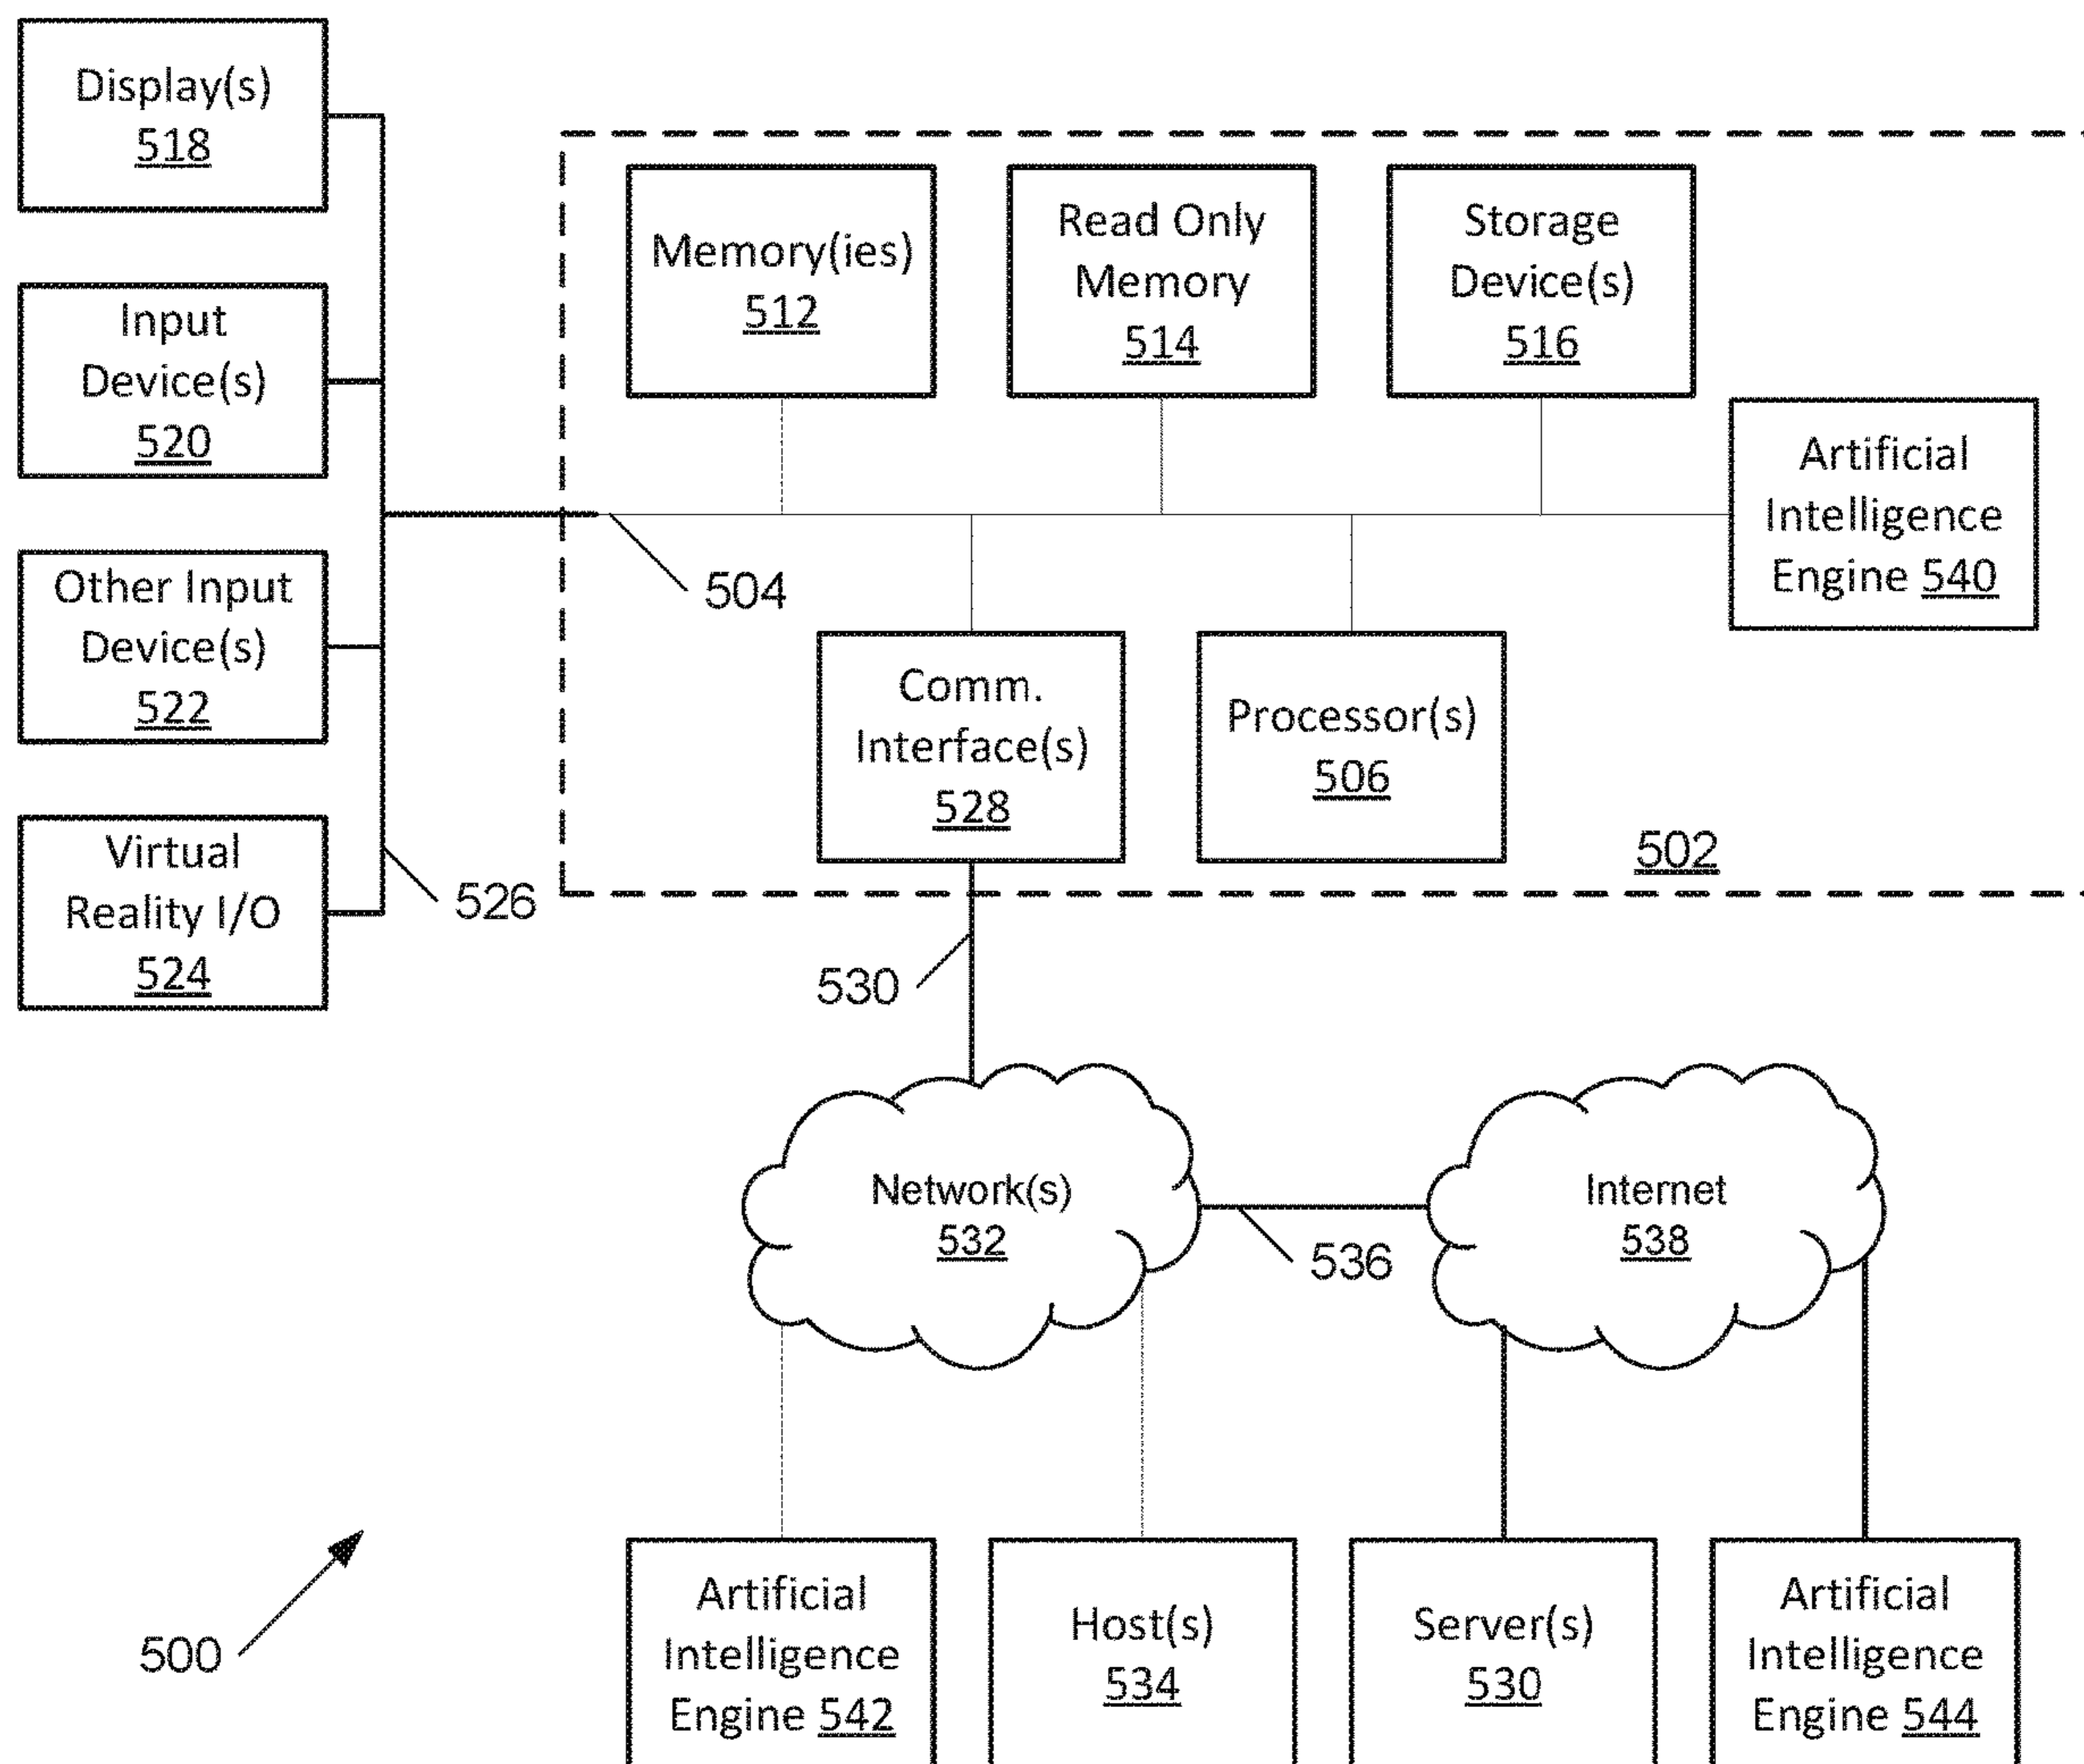 Display(s)
518
Input
Device(s)
520
Other Input
Device(s)
522
Virtual
Reality I/O
524
526
Memory(ies)
512
Read Only
Memory
514
Storage
Device(s)
516
Artificial
Intelligence
Engine 540
504
Comm.
Interface(s)
528
Processor(s)
506
502
530
Network(s)
532
536
Internet
538
500
Artificial
Intelligence
Engine 542
Host(s)
534
Server(s)
530
Artificial
Intelligence
Engine 544